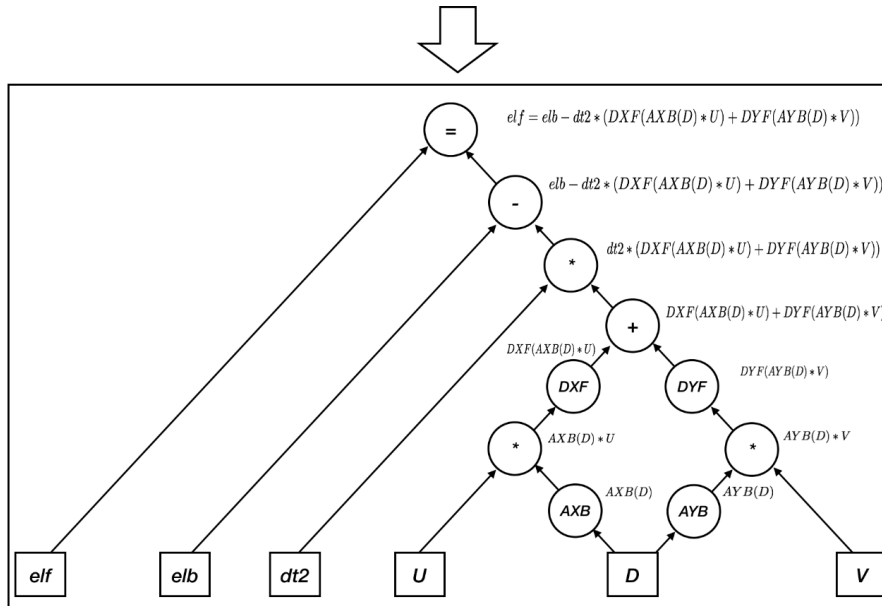 =
elf = elb − dt2 * (DXF(AXB(D) * U) + DYF(AYB(D) * V))
-
elb − dt2 * (DXF(AXB(D) * U) + DYF(AYB(D) * V))
*
dt2 * (DXF(AXB(D) * U) + DYF(AYB(D) * V))
+
DXF(AXB(D) * U) + DYF(AYB(D) * V)
DXF(AXB(D) * U)
DXF
DYF
DYF(AYB(D) * V)
*
AXB(D) * U
*
AYB(D) * V
AXB
AXB(D)
AYB
AYB(D)
elf
elb
dt2
U
D
V